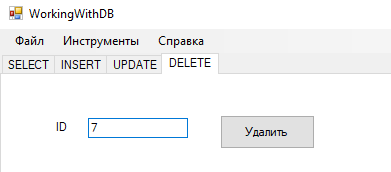 WorkingWithDB
Файл Инструменты Справка
SELECT INSERT UPDATE DELETE
ID 7 Удалить